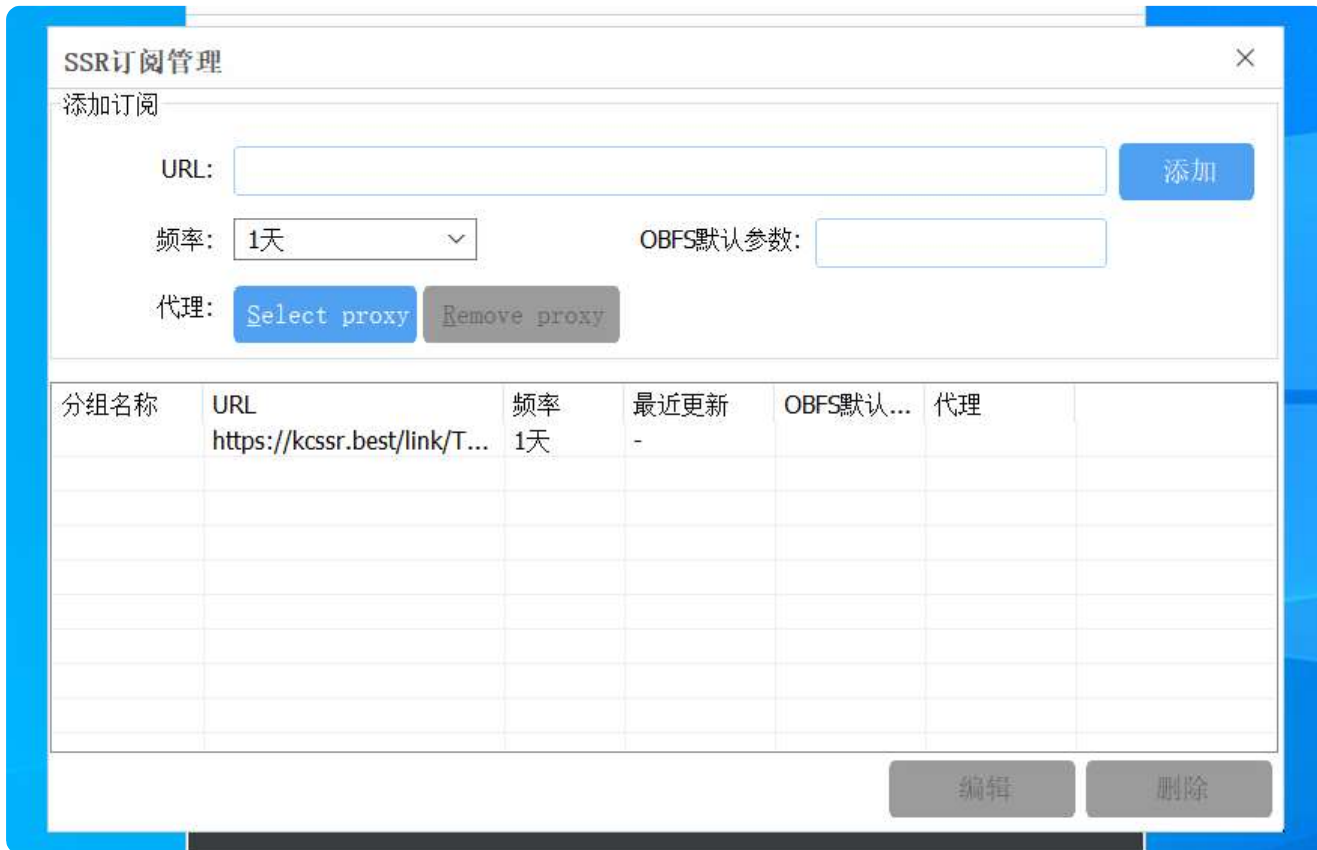 SSR订阅管理
添加订阅
URL: 添加
频率: 1天 OBFS默认参数:
代理: Select proxy Remove proxy
分组名称 URL 频率 最近更新 OBFS默认... 代理
https://kcssr.best/link/T... 1天 -
编辑 删除